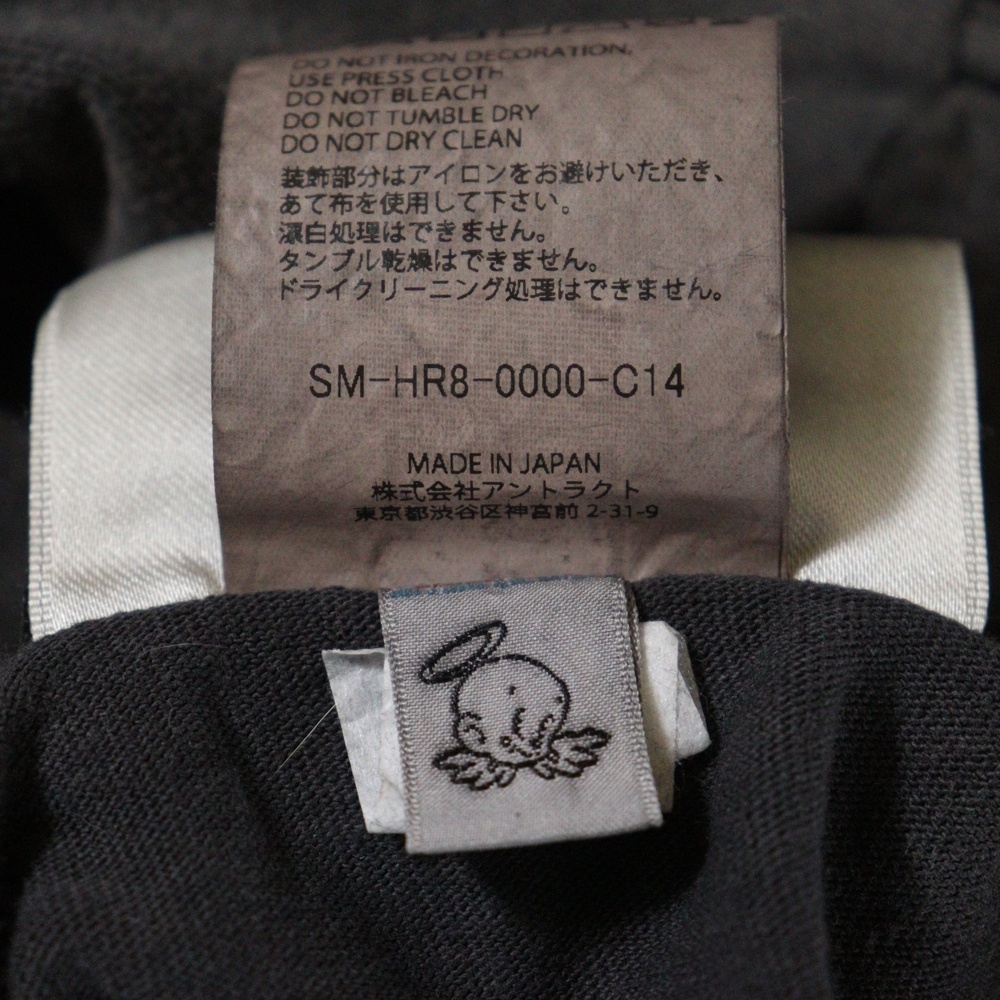 DO NOT IRON DECORATION.
USE PRESS CLOTH
DO NOT BLEACH
DO NOT TUMBLE DRY
DO NOT DRY CLEAN
装飾部分はアイロンをお避けいただき、
あて布を使用して下さい。
漂白処理はできません。
タンブル乾燥はできません。
ドライクリーニング処理はできません。
SM-HR8-0000-C14
MADE IN JAPAN
株式会社アントラクト
東京都渋谷区神宮前 2-31-9